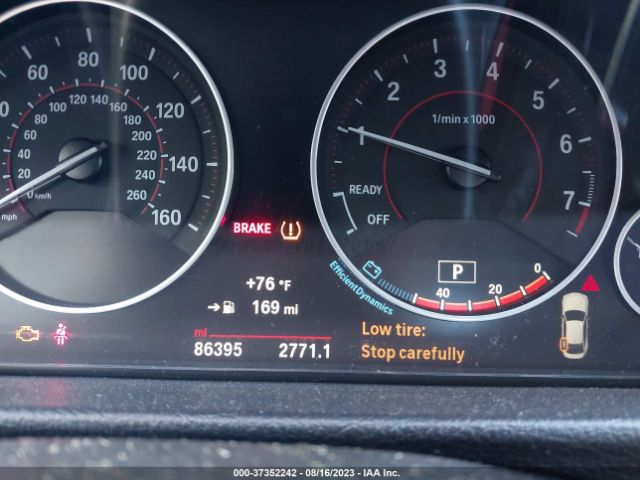 60 80 100 120 140 160
20 40 60 80 100 120 140 160 180 200 220 240 260
0 km/h
mph
1 2 3 4 5 6 7
1/min x 1000
READY
OFF
BRAKE
+76 °F
169 mi
mi
86395 2771.1
EfficientDynamics
P
40 20 0
Low tire:
Stop carefully
000-37352242 / 08/16/2023 - IAA Inc.